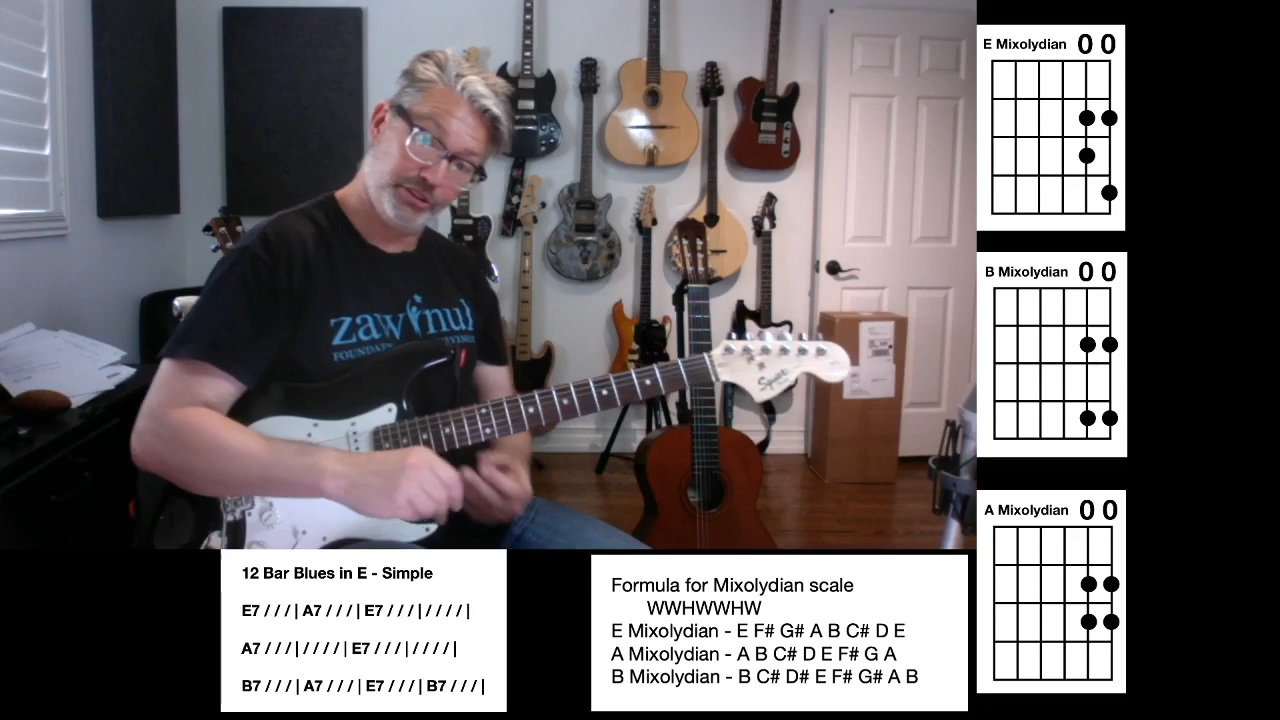 E Mixolydian 0 0
zawinul
B Mixolydian 0 0
Squier
A Mixolydian 0 0
12 Bar Blues in E - Simple
E7 / / / | A7 / / / | E7 / / / | / / / / |
A7 / / / | / / / / | E7 / / / | / / / / |
B7 / / / | A7 / / / | E7 / / / | B7 / / / |
Formula for Mixolydian scale
WWHWWHW
E Mixolydian - E F# G# A B C# D E
A Mixolydian - A B C# D E F# G A
B Mixolydian - B C# D# E F# G# A B